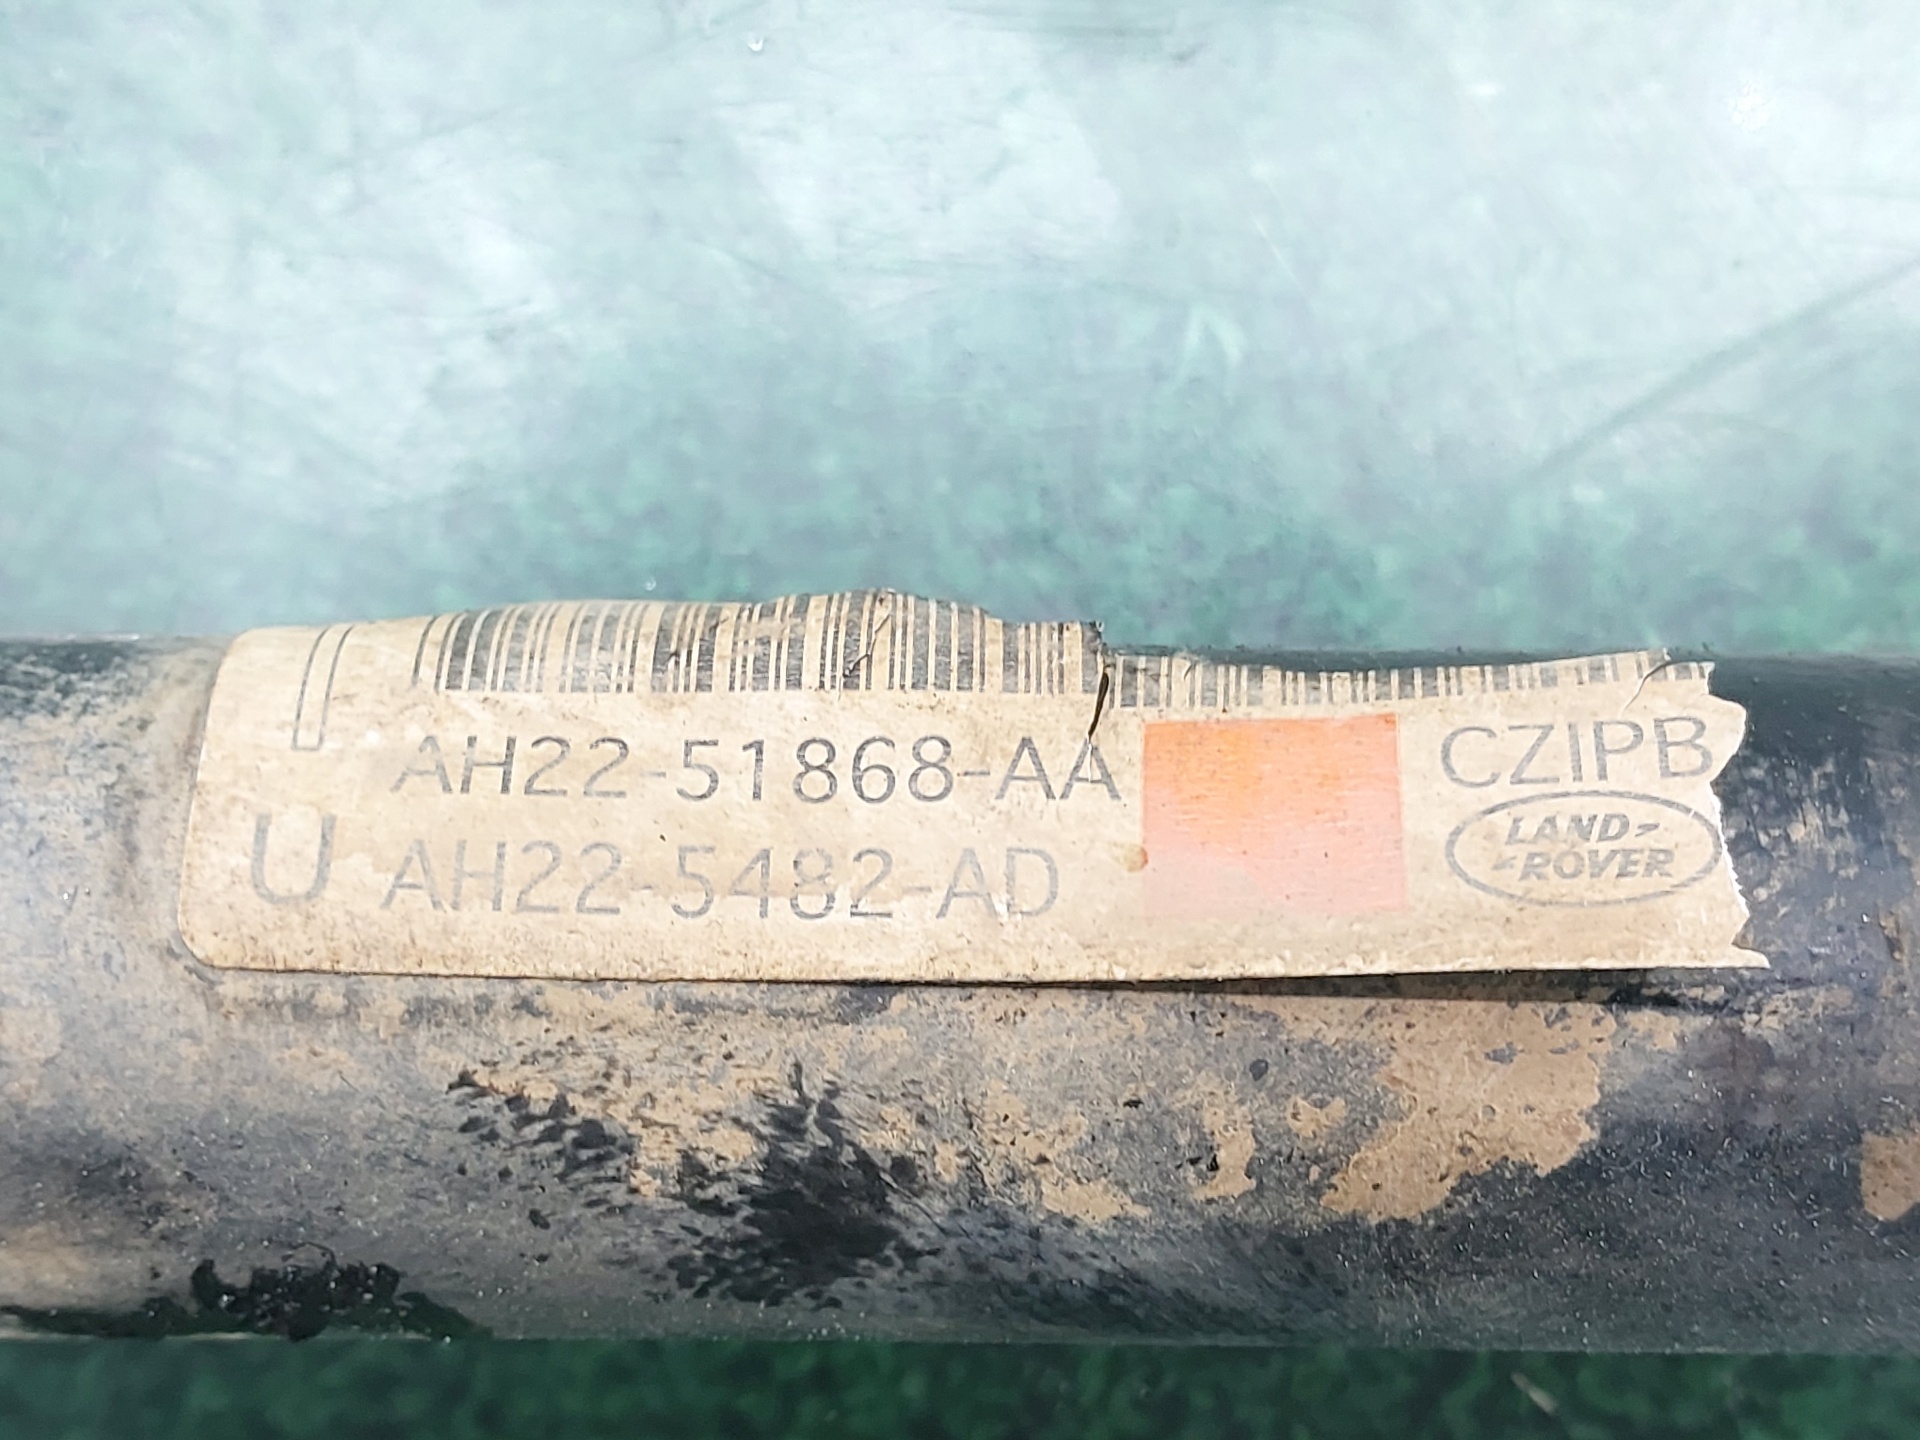 AH22-51868-AA
U AH22-5482-AD
CZIPB
LAND-
-ROVER